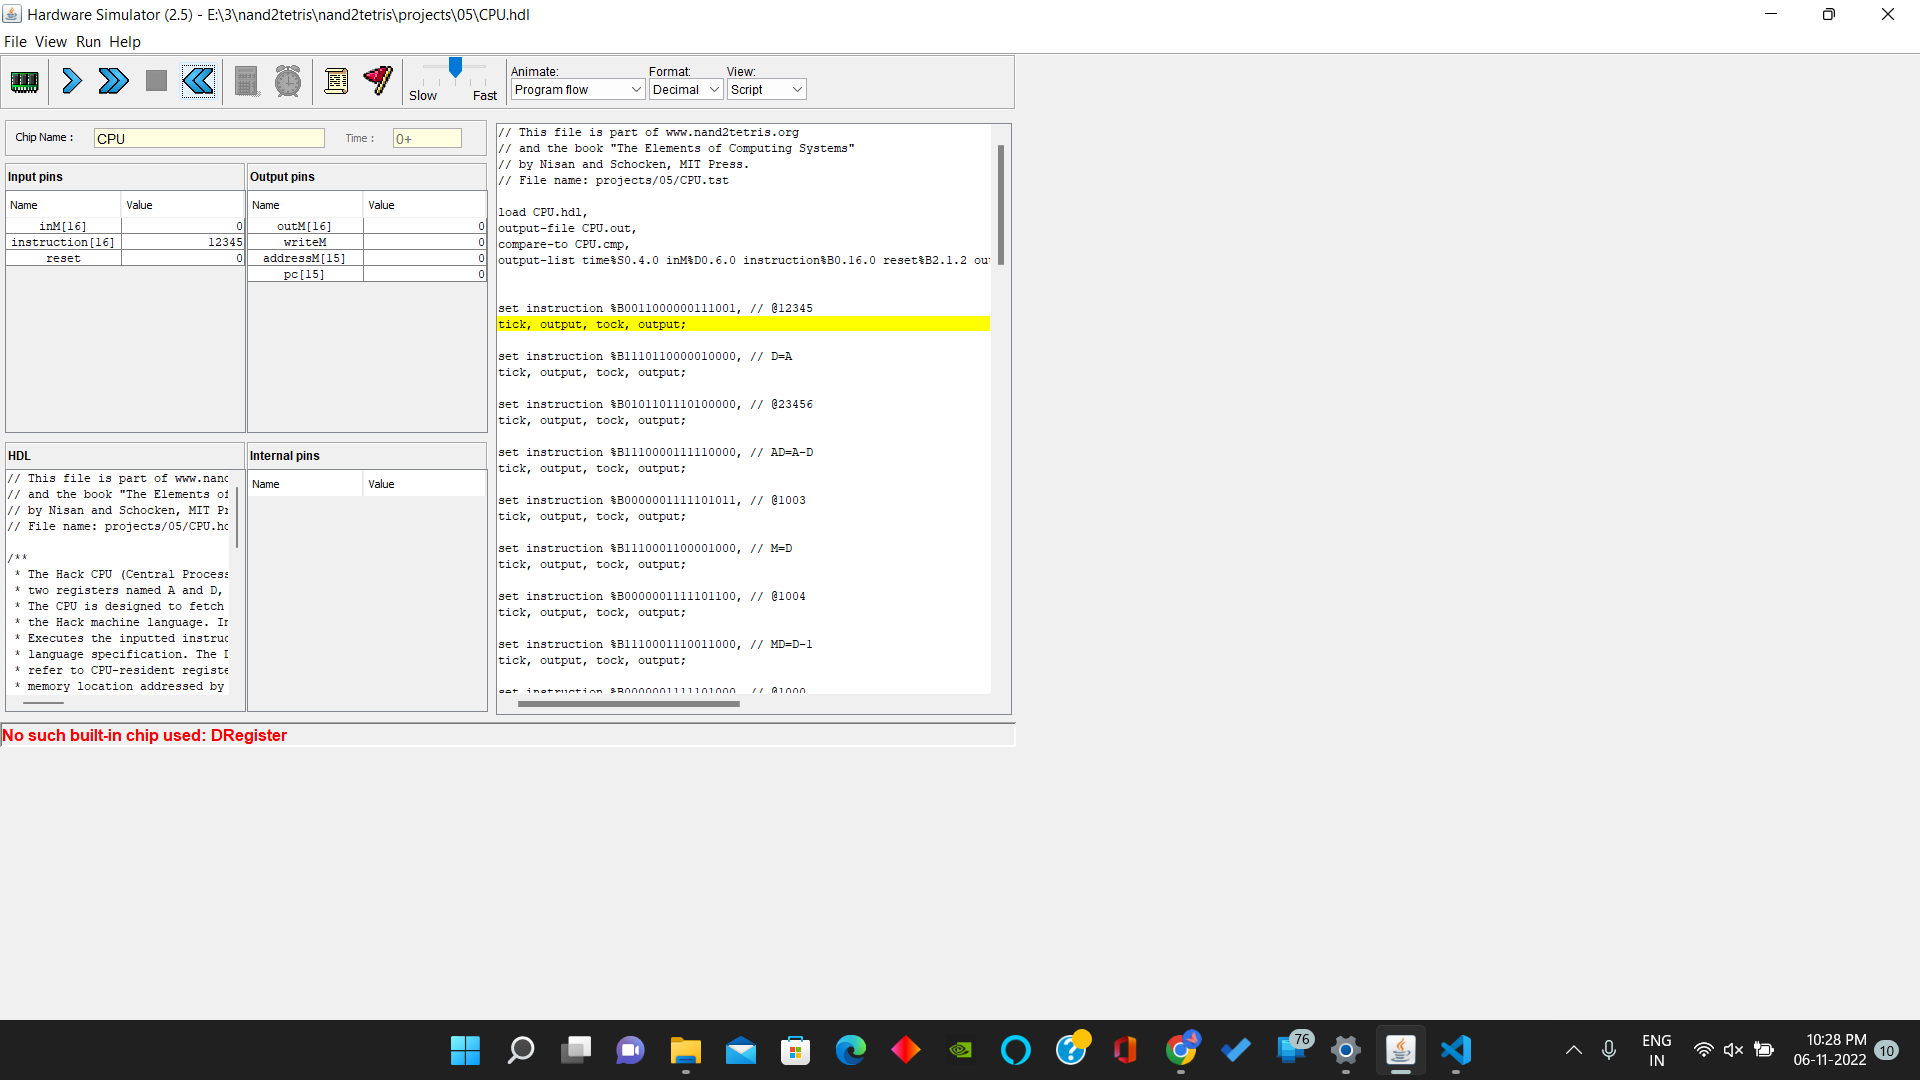 Hardware Simulator (2.5) - E:\3\nand2tetris\nand2tetris\projects\05\CPU.hdl
File View Run Help
Slow Fast
Animate: Format: View:
Program flow Decimal Script
Chip Name : CPU Time : 0+
Input pins
Name Value
inM[16] 0
instruction[16] 12345
reset 0
Output pins
Name Value
outM[16] 0
writeM 0
addressM[15] 0
pc[15] 0
HDL
// This file is part of www.nand
// and the book "The Elements of
// by Nisan and Schocken, MIT Pr
// File name: projects/05/CPU.hd
/**
* The Hack CPU (Central Process
* two registers named A and D,
* The CPU is designed to fetch
* the Hack machine language. In
* Executes the inputted instruc
* language specification. The D
* refer to CPU-resident registe
* memory location addressed by
Internal pins
Name Value
// This file is part of www.nand2tetris.org
// and the book "The Elements of Computing Systems"
// by Nisan and Schocken, MIT Press.
// File name: projects/05/CPU.tst
load CPU.hdl,
output-file CPU.out,
compare-to CPU.cmp,
output-list time%S0.4.0 inM%D0.6.0 instruction%B0.16.0 reset%B2.1.2 ou
set instruction %B0011000000111001, // @12345
tick, output, tock, output;
set instruction %B1110110000010000, // D=A
tick, output, tock, output;
set instruction %B0101101110100000, // @23456
tick, output, tock, output;
set instruction %B1110000111110000, // AD=A-D
tick, output, tock, output;
set instruction %B0000001111101011, // @1003
tick, output, tock, output;
set instruction %B1110001100001000, // M=D
tick, output, tock, output;
set instruction %B0000001111101100, // @1004
tick, output, tock, output;
set instruction %B1110001110011000, // MD=D-1
tick, output, tock, output;
set instruction %B0000001111101000, // @1000
No such built-in chip used: DRegister
76
ENG
IN
10:28 PM
06-11-2022
10